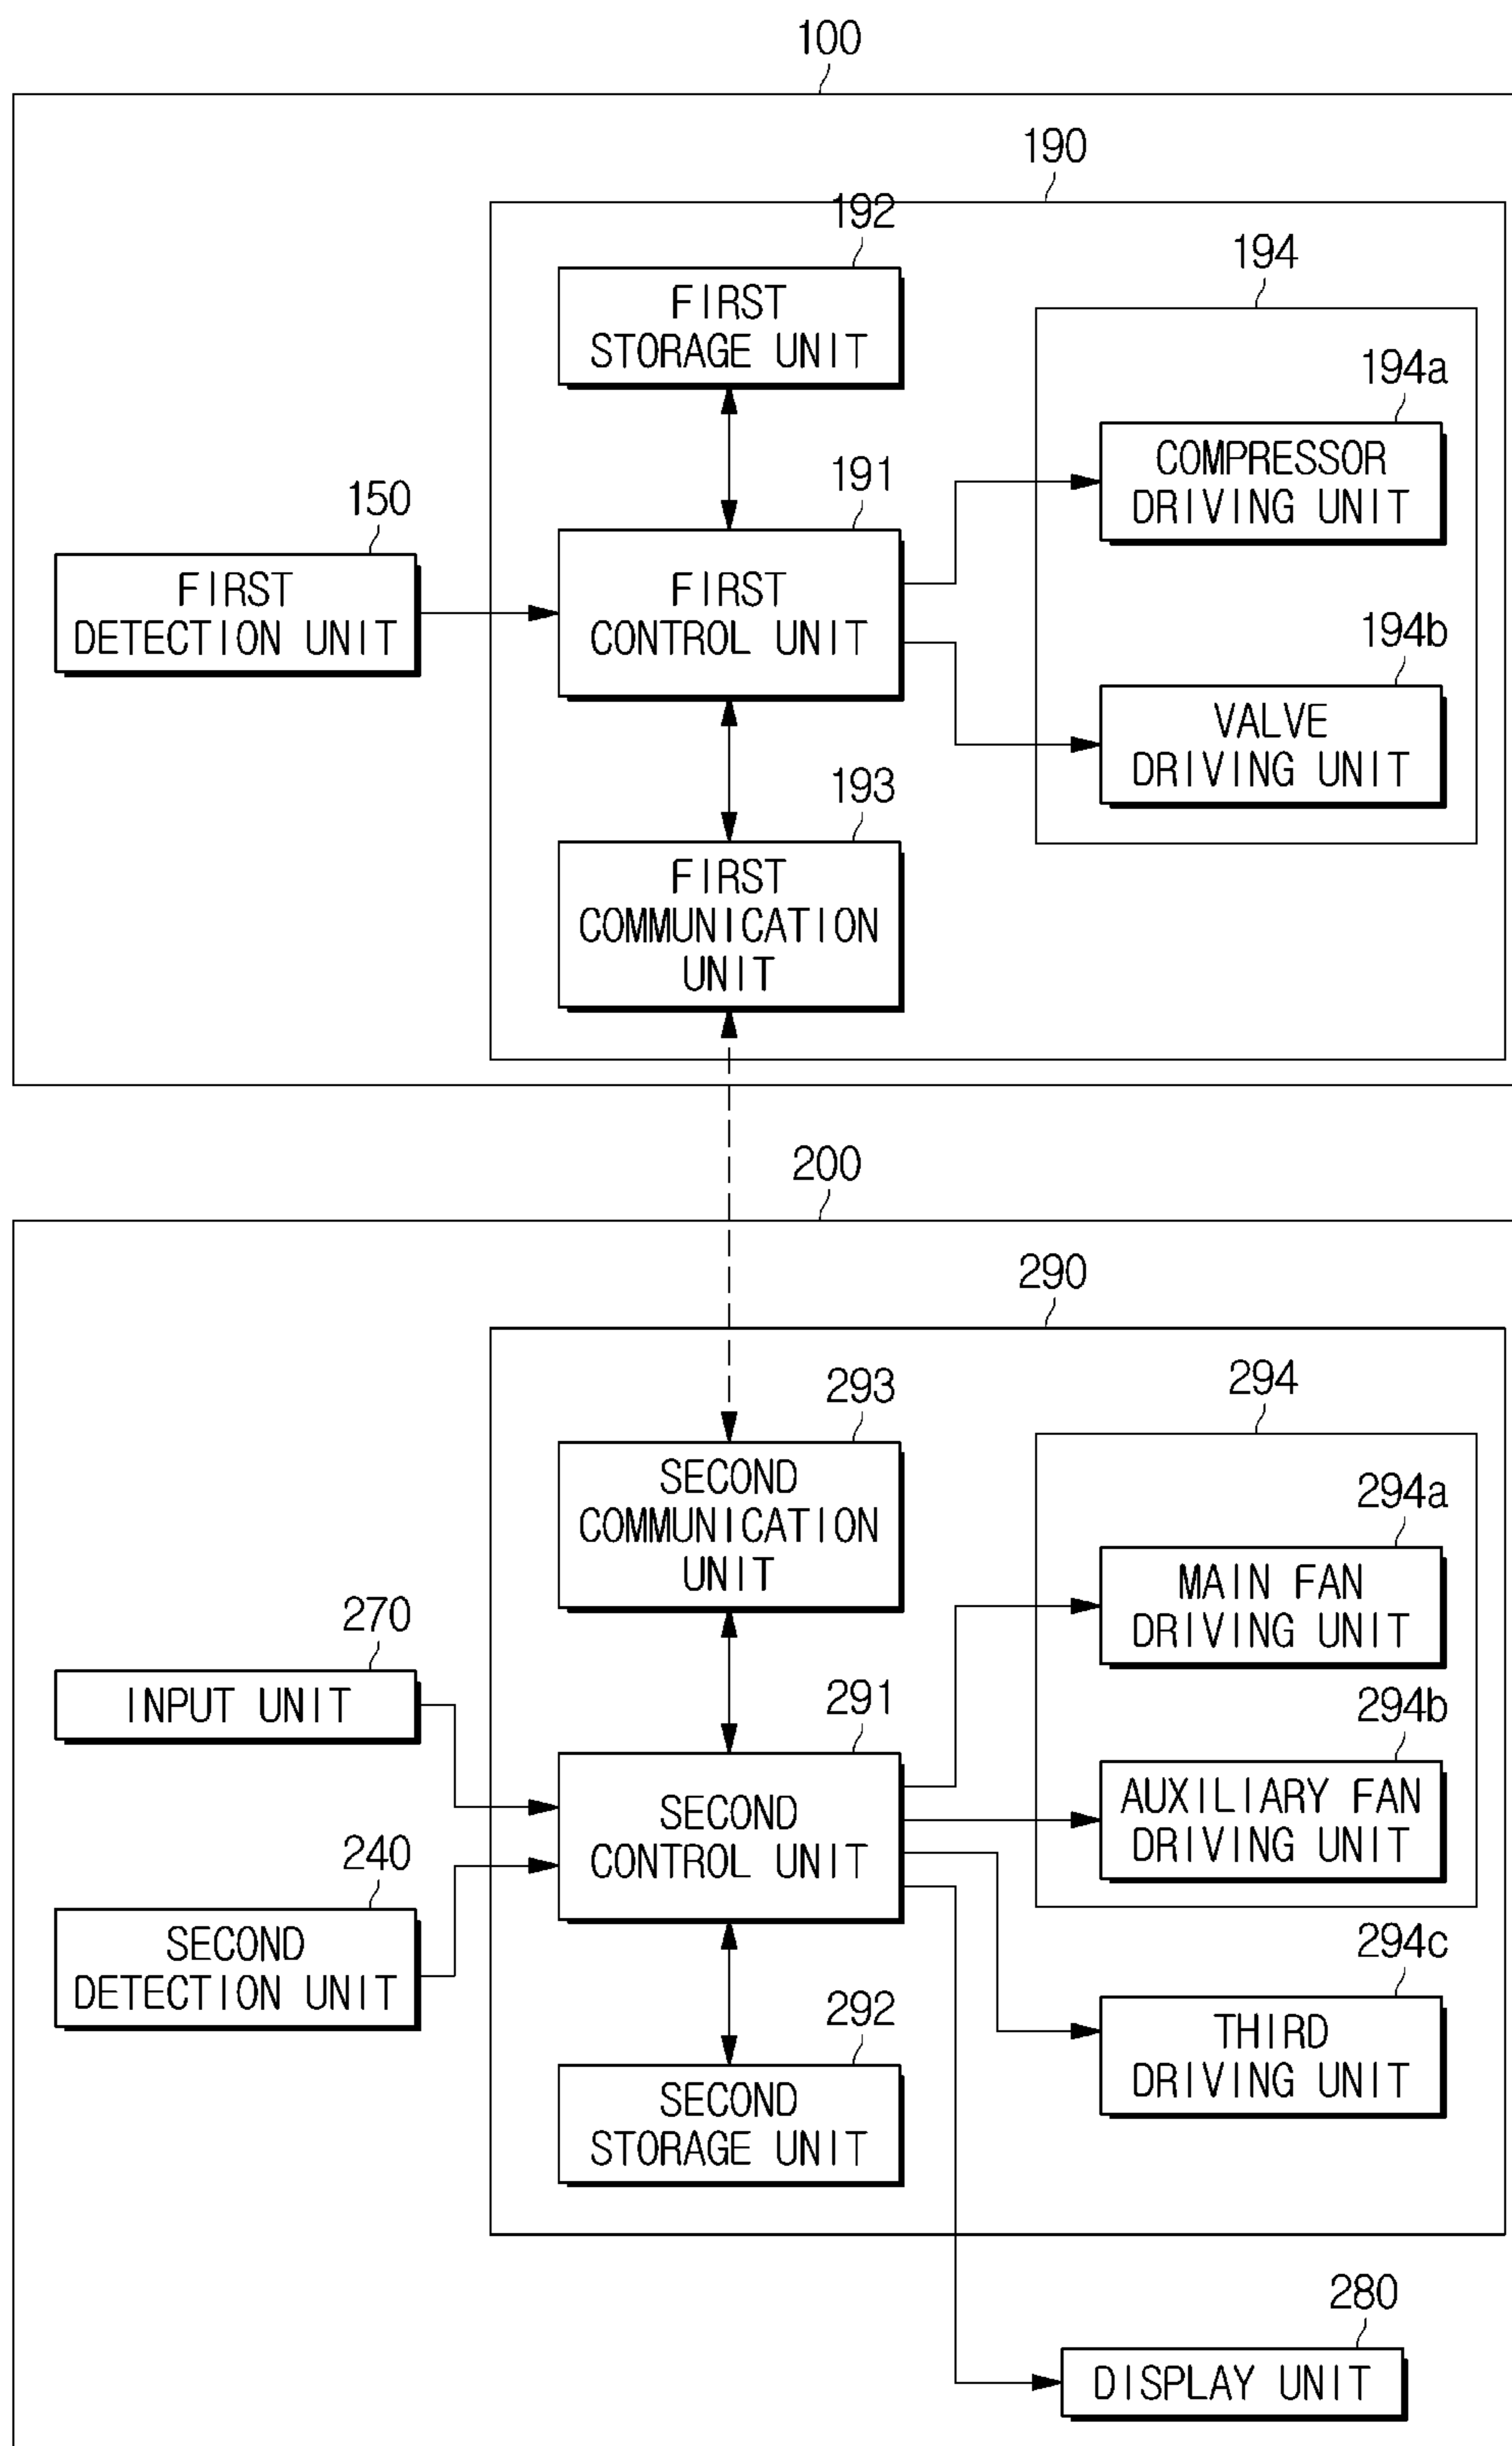 100
190
192
FIRST
STORAGE UNIT
194
194a
COMPRESSOR
DRIVING UNIT
150
FIRST
DETECTION UNIT
191
FIRST
CONTROL UNIT
194b
VALVE
DRIVING UNIT
193
FIRST
COMMUNICATION
UNIT
200
290
293
SECOND
COMMUNICATION
UNIT
294
294a
MAIN FAN
DRIVING UNIT
270
INPUT UNIT
291
SECOND
CONTROL UNIT
294b
AUXILIARY FAN
DRIVING UNIT
240
SECOND
DETECTION UNIT
292
SECOND
STORAGE UNIT
294c
THIRD
DRIVING UNIT
280
DISPLAY UNIT